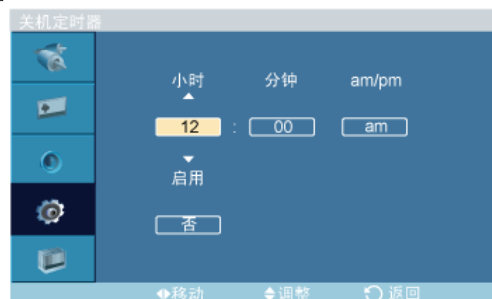 关机定时器
小时 分钟 am/pm
12 : 00 am
启用
否
移动 调整 返回